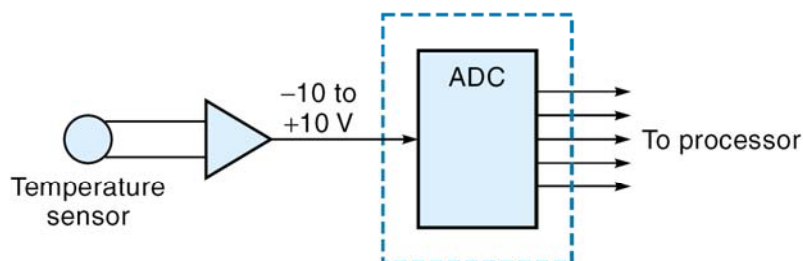 Temperature
sensor
−10 to
+10 V
ADC
To processor